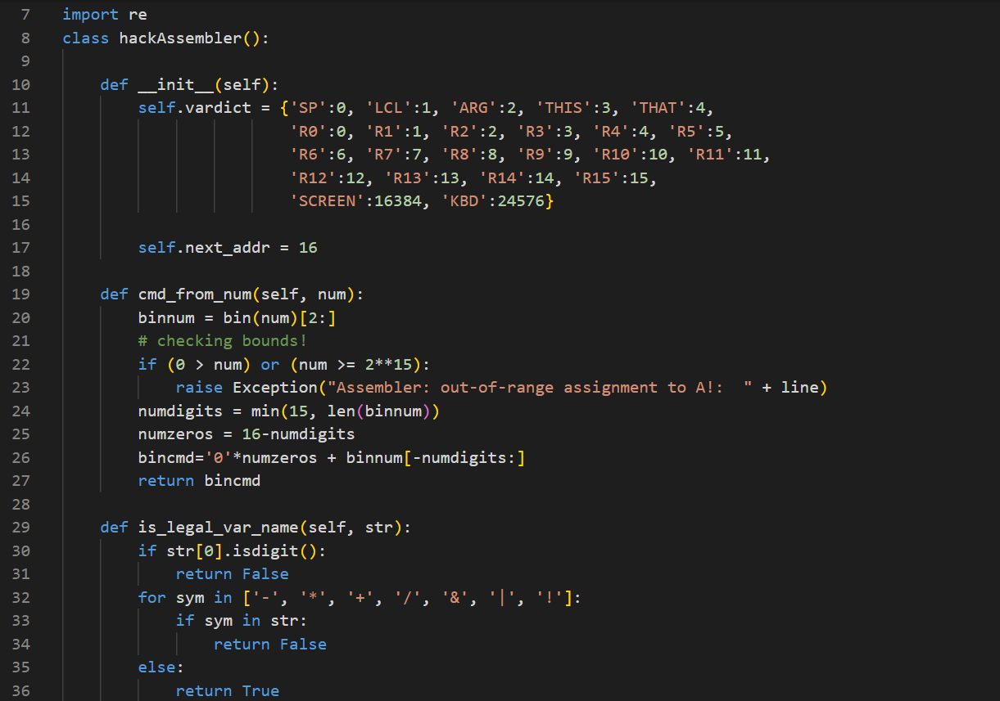 7 import re
8 class hackAssembler():
9
10     def __init__(self):
11         self.vardict = {'SP':0, 'LCL':1, 'ARG':2, 'THIS':3, 'THAT':4,
12                         'R0':0, 'R1':1, 'R2':2, 'R3':3, 'R4':4, 'R5':5,
13                         'R6':6, 'R7':7, 'R8':8, 'R9':9, 'R10':10, 'R11':11,
14                         'R12':12, 'R13':13, 'R14':14, 'R15':15,
15                         'SCREEN':16384, 'KBD':24576}
16
17         self.next_addr = 16
18
19     def cmd_from_num(self, num):
20         binnum = bin(num)[2:]
21         # checking bounds!
22         if (0 > num) or (num >= 2**15):
23             raise Exception("Assembler: out-of-range assignment to A!:  " + line)
24         numdigits = min(15, len(binnum))
25         numzeros = 16-numdigits
26         bincmd='0'*numzeros + binnum[-numdigits:]
27         return bincmd
28
29     def is_legal_var_name(self, str):
30         if str[0].isdigit():
31             return False
32         for sym in ['-', '*', '+', '/', '&', '|', '!']:
33             if sym in str:
34                 return False
35         else:
36             return True